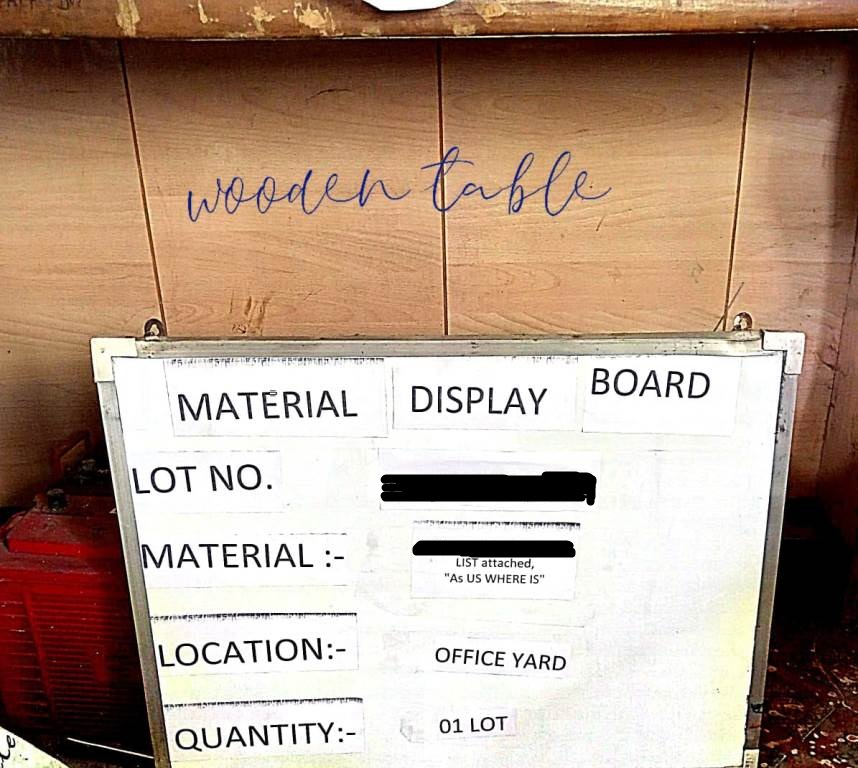 wooden table
MATERIAL DISPLAY BOARD
LOT NO.
MATERIAL :-
LIST attached,
"As US WHERE IS"
LOCATION:- OFFICE YARD
QUANTITY:- 01 LOT